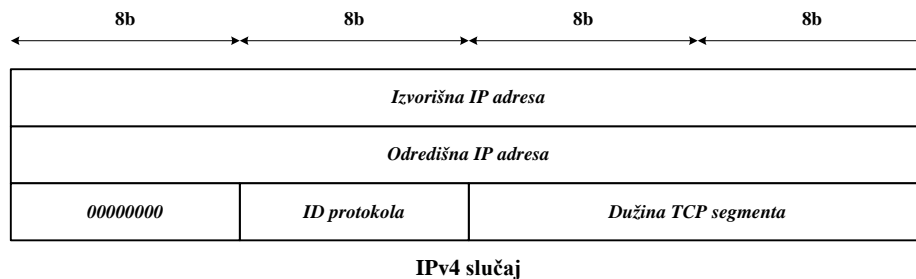 8b 8b 8b 8b
Izvorišna IP adresa
Odredišna IP adresa
00000000 ID protokola Dužina TCP segmenta
IPv4 slučaj